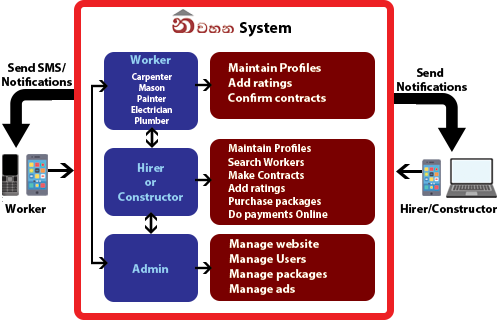 නිවහන System
Send SMS/
Notifications
Worker
Worker
Carpenter
Mason
Painter
Electrician
Plumber
Maintain Profiles
Add ratings
Confirm contracts
Hirer
or
Constructor
Maintain Profiles
Search Workers
Make Contracts
Add ratings
Purchase packages
Do payments Online
Admin
Manage website
Manage Users
Manage packages
Manage ads
Send
Notifications
Hirer/Constructor